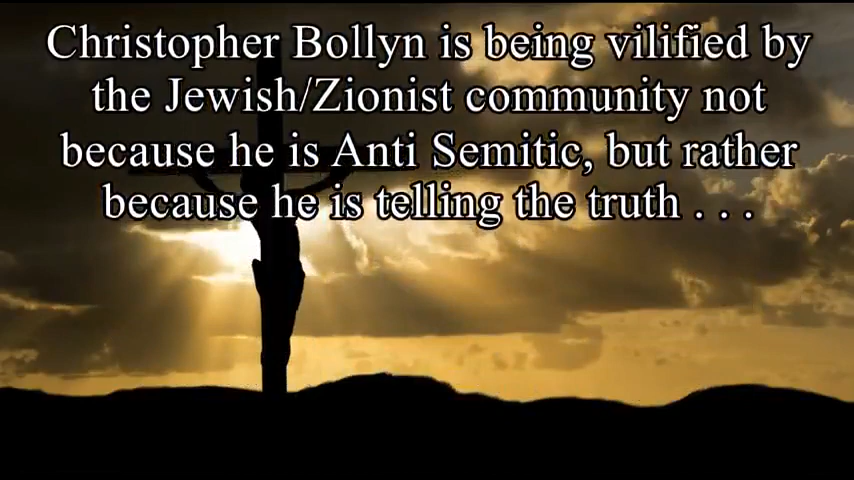 Christopher Bollyn is being vilified by
the Jewish/Zionist community not
because he is Anti Semitic, but rather
because he is telling the truth . . .